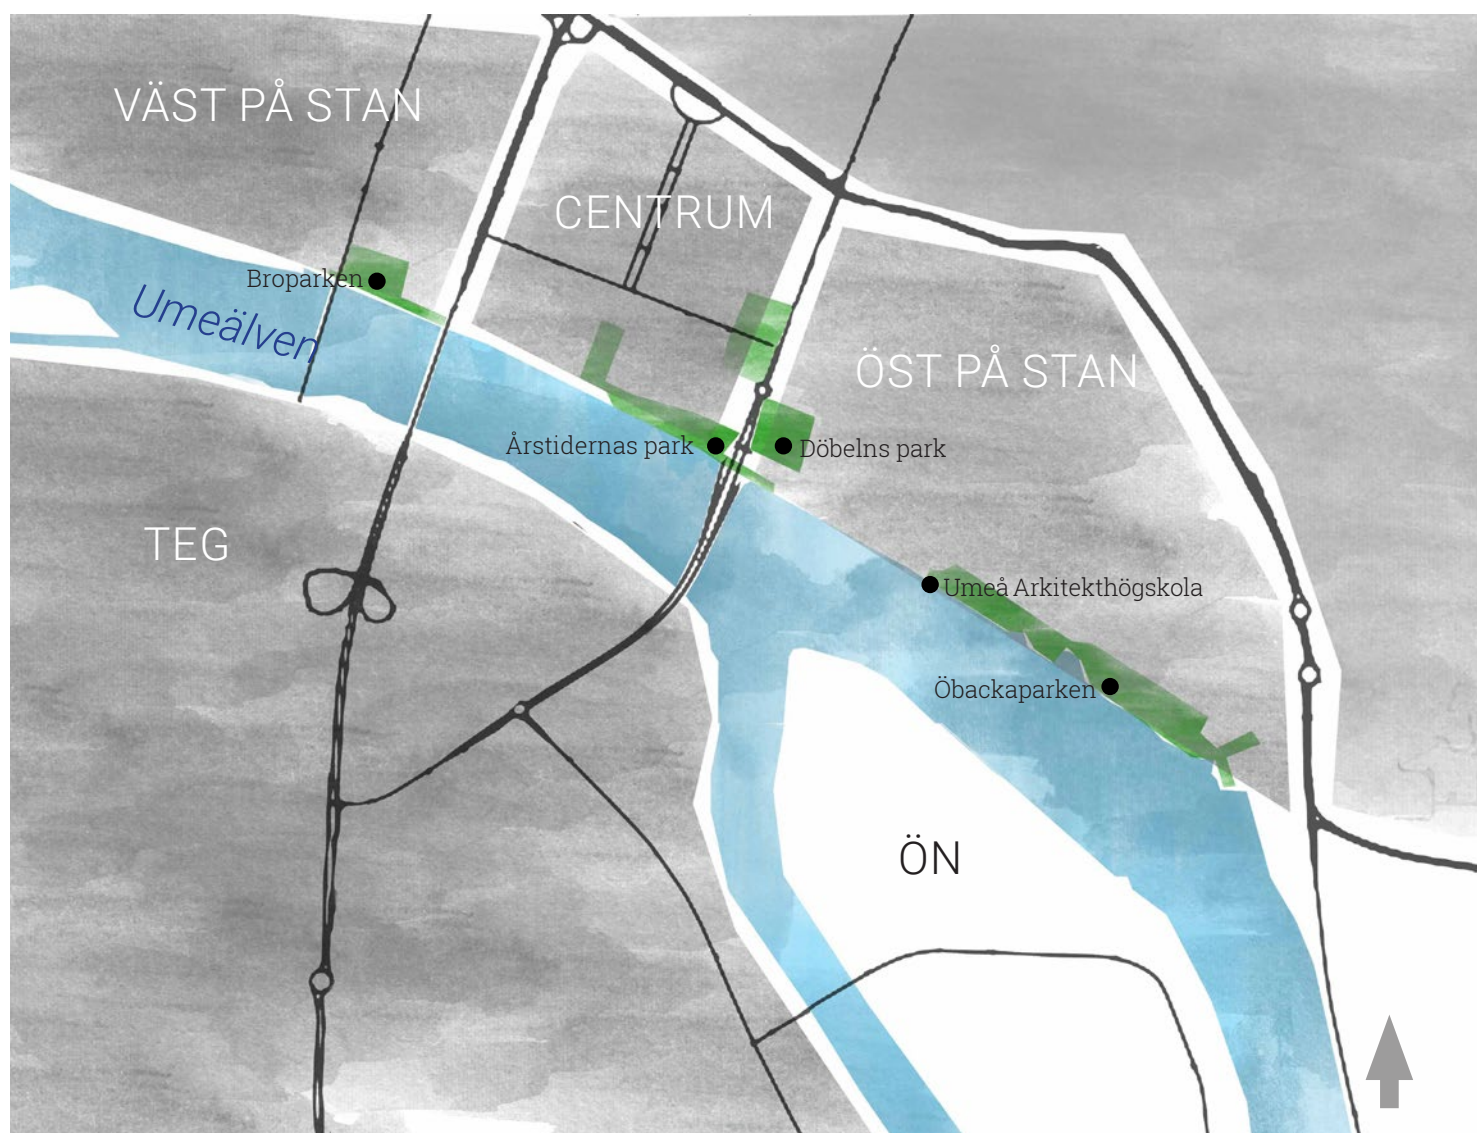 VÄST PÅ STAN
CENTRUM
Broparken
Umeälven
ÖST PÅ STAN
Årstidernas park
Döbelns park
TEG
Umeå Arkitekthögskola
Öbackaparken
ÖN